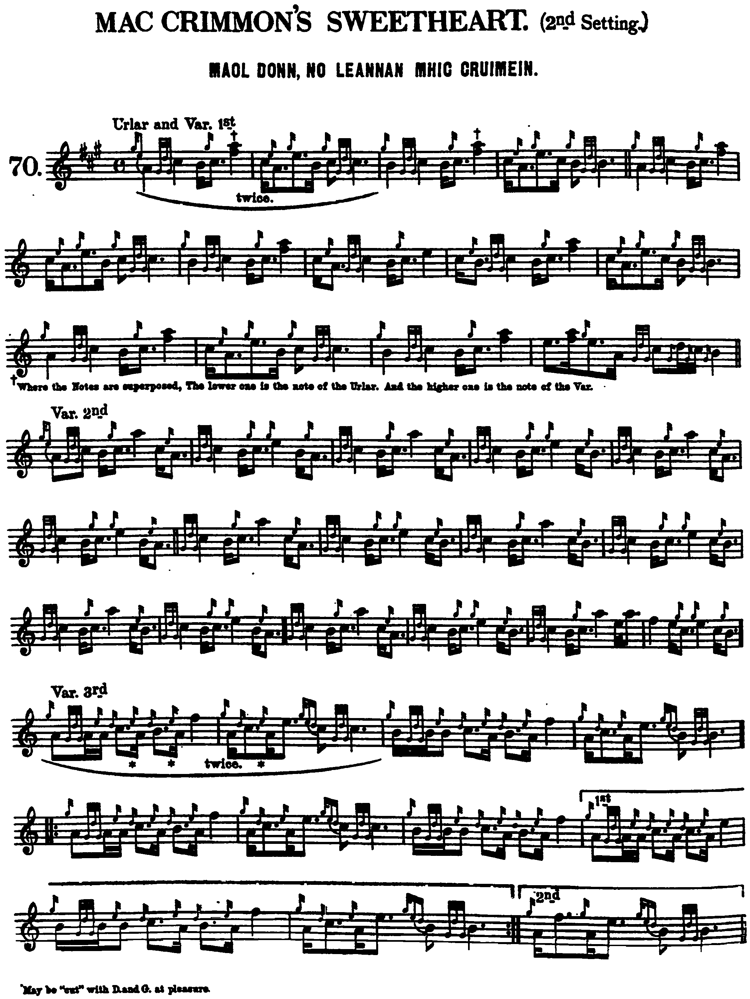 MAC CRIMMON'S SWEETHEART. (2nd Setting.)
MAOL DONN, NO LEANNAN MHIC CRUIMEIN.
Urlar and Var. 1st
70.
twice.
† Where the Notes are superposed, The lower one is the note of the Urlar. And the higher one is the note of the Var.
Var. 2nd
Var. 3rd
* * twice. *
1st
2nd
*May be "cut" with D. and G. at pleasure.